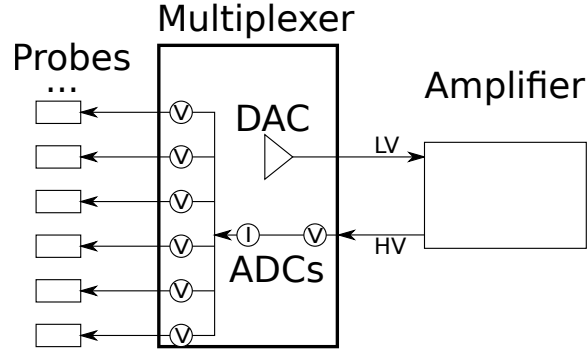 Multiplexer
Probes
...
Amplifier
V
DAC
LV
V
V
V
I
V
HV
ADCs
V
V